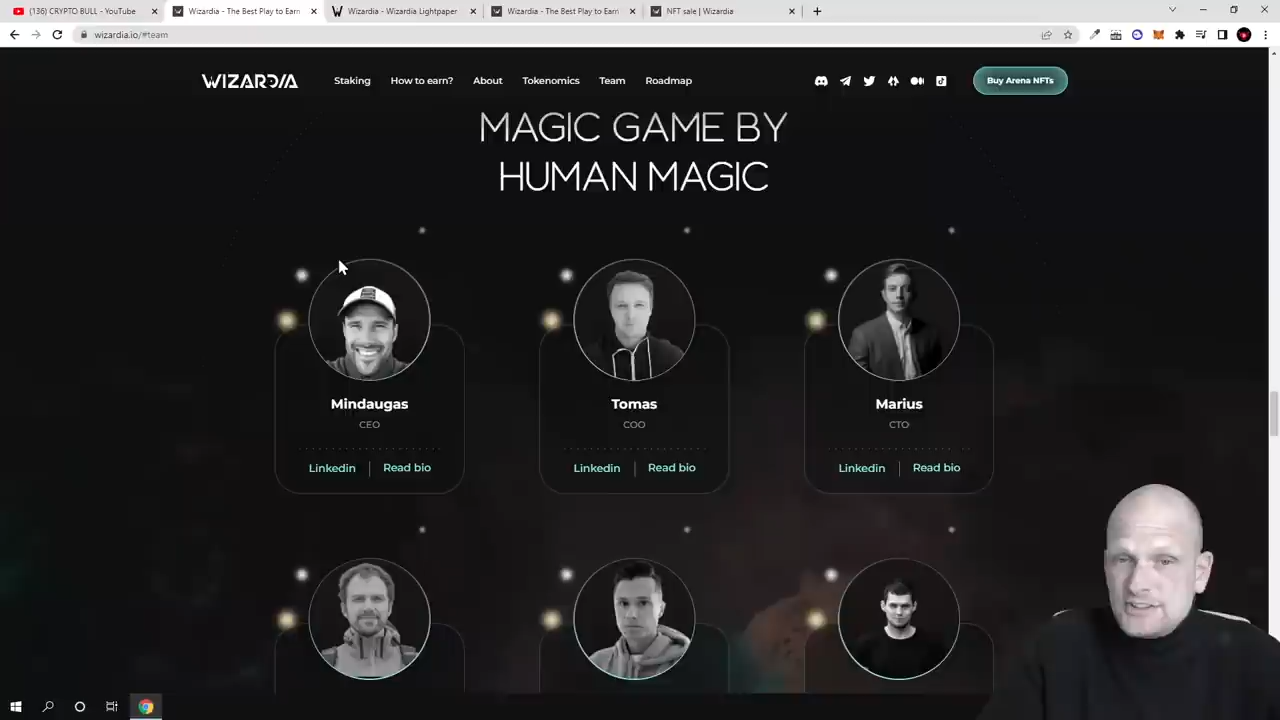 (136) CRYPTO BULL - YouTube
Wizardia - The Best Play to Earn
Wizardia - Wizardia Lightpaper
Wizardia - The Best Play to Earn
NFT sale | Wizardia
wizardia.io/#team
WIZARDIA
Staking
How to earn?
About
Tokenomics
Team
Roadmap
Buy Arena NFTs
MAGIC GAME BY
HUMAN MAGIC
Mindaugas
CEO
Linkedin
Read bio
Tomas
COO
Linkedin
Read bio
Marius
CTO
Linkedin
Read bio